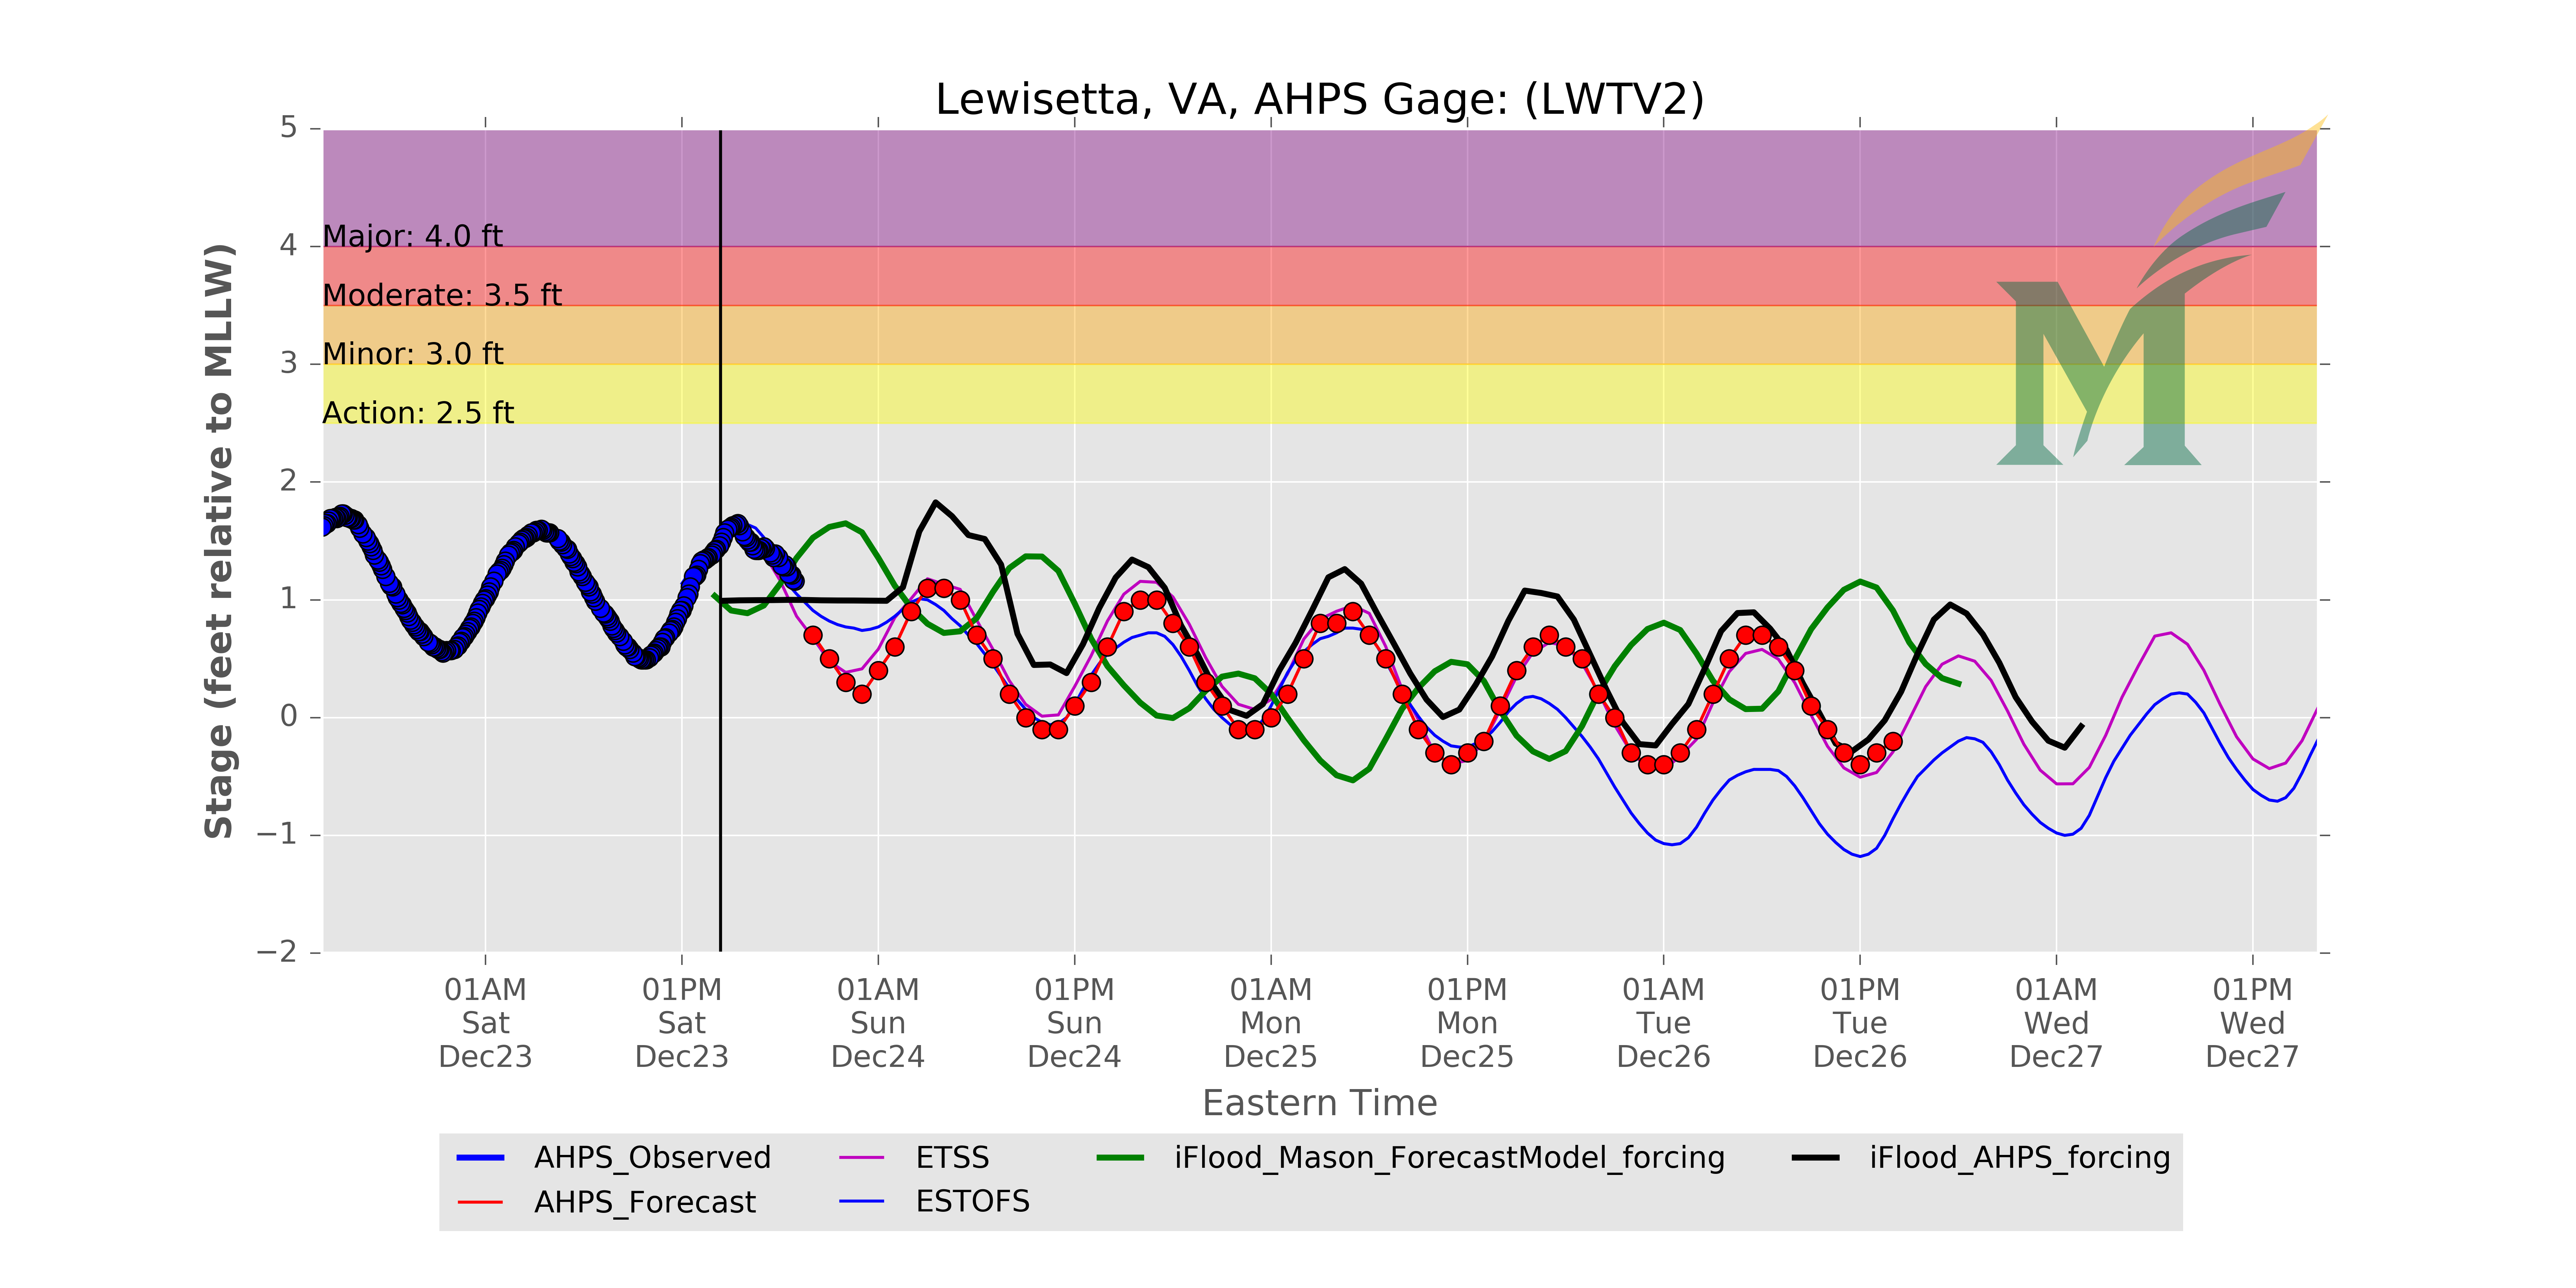 Lewisetta, VA, AHPS Gage: (LWTV2)
Stage (feet relative to MLLW)
5
4
3
2
1
0
−1
−2
Major: 4.0 ft
Moderate: 3.5 ft
Minor: 3.0 ft
Action: 2.5 ft
M
01AM 01PM 01AM 01PM 01AM 01PM 01AM 01PM 01AM 01PM
Sat Sat Sun Sun Mon Mon Tue Tue Wed Wed
Dec23 Dec23 Dec24 Dec24 Dec25 Dec25 Dec26 Dec26 Dec27 Dec27
Eastern Time
AHPS_Observed ETSS iFlood_Mason_ForecastModel_forcing iFlood_AHPS_forcing
AHPS_Forecast ESTOFS